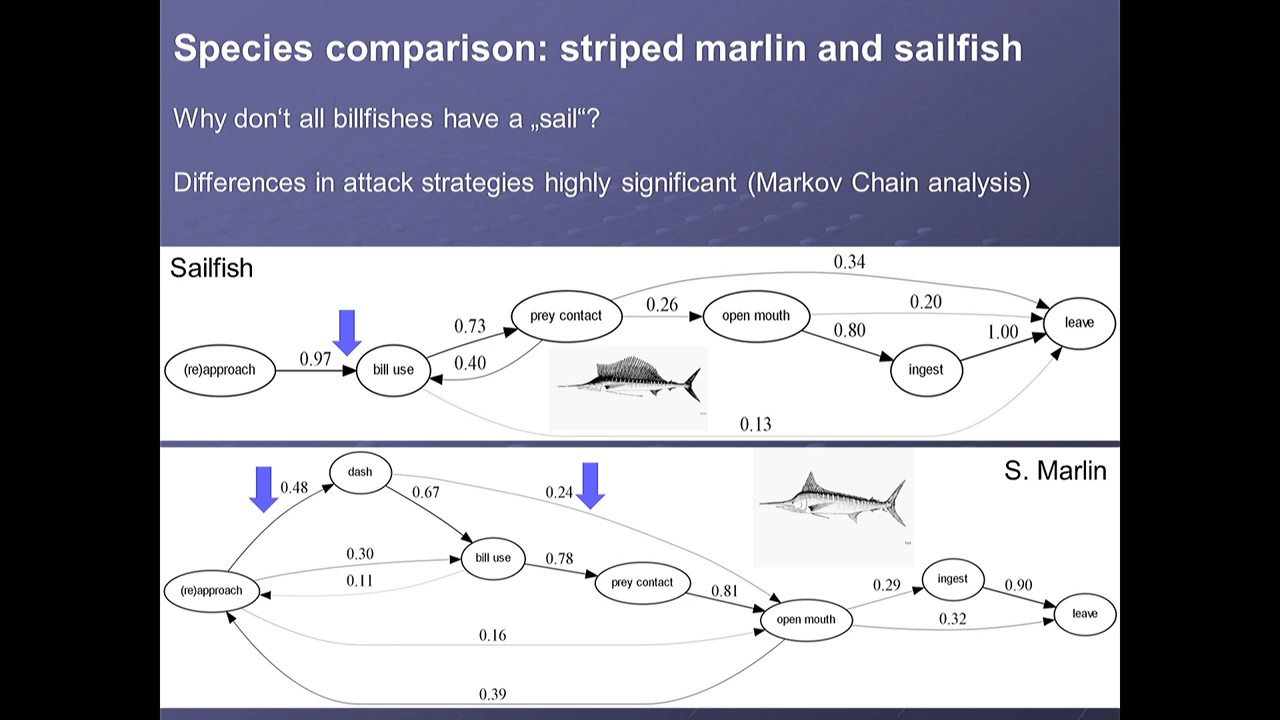 Species comparison: striped marlin and sailfish
Why don‘t all billfishes have a „sail“?
Differences in attack strategies highly significant (Markov Chain analysis)
Sailfish
0.34
prey contact
0.26
open mouth
0.20
leave
0.73
0.80
1.00
(re)approach
0.97
bill use
0.40
ingest
0.13
S. Marlin
dash
0.48
0.67
0.24
0.30
bill use
0.78
0.11
(re)approach
prey contact
0.81
open mouth
0.29
ingest
0.90
leave
0.32
0.16
0.39